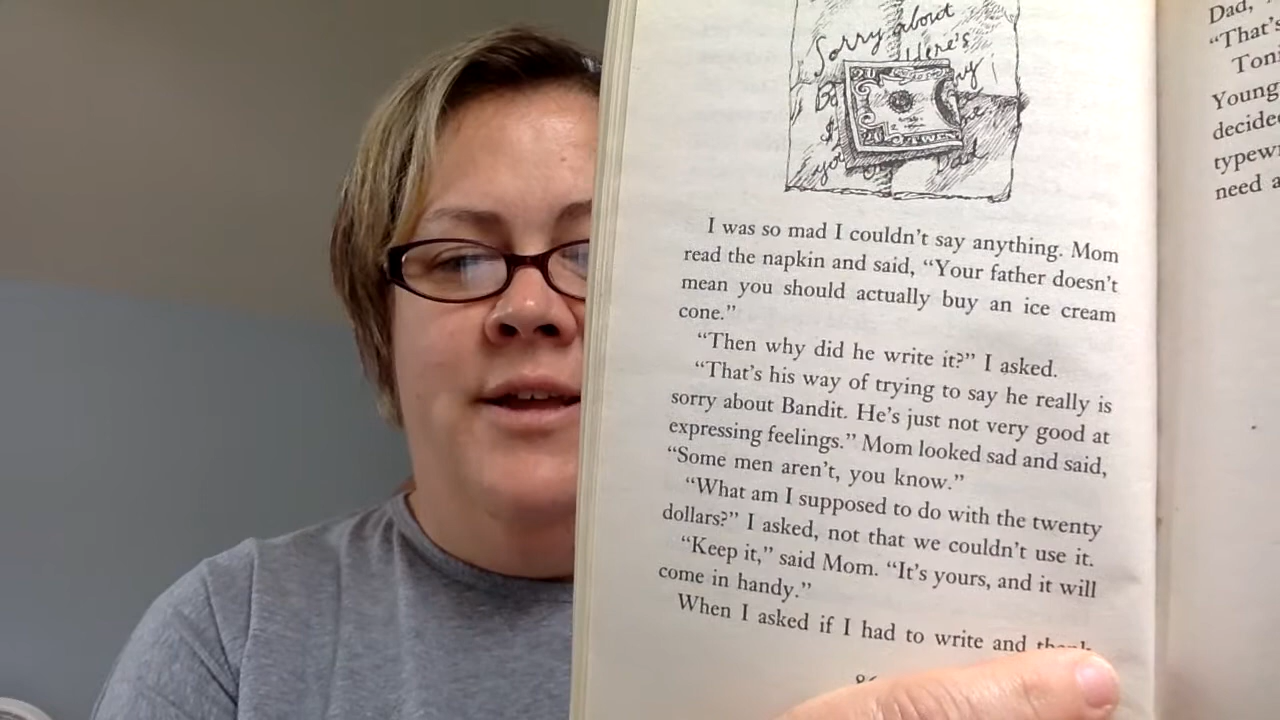 Sorry about
Here's
my
I
you
Dad
I was so mad I couldn't say anything. Mom
read the napkin and said, “Your father doesn't
mean you should actually buy an ice cream
cone.”
“Then why did he write it?” I asked.
“That's his way of trying to say he really is
sorry about Bandit. He's just not very good at
expressing feelings.” Mom looked sad and said,
“Some men aren't, you know.”
“What am I supposed to do with the twenty
dollars?” I asked, not that we couldn't use it.
“Keep it,” said Mom. “It's yours, and it will
come in handy.”
When I asked if I had to write and thank
Dad,
“That's
Young
decided
need a